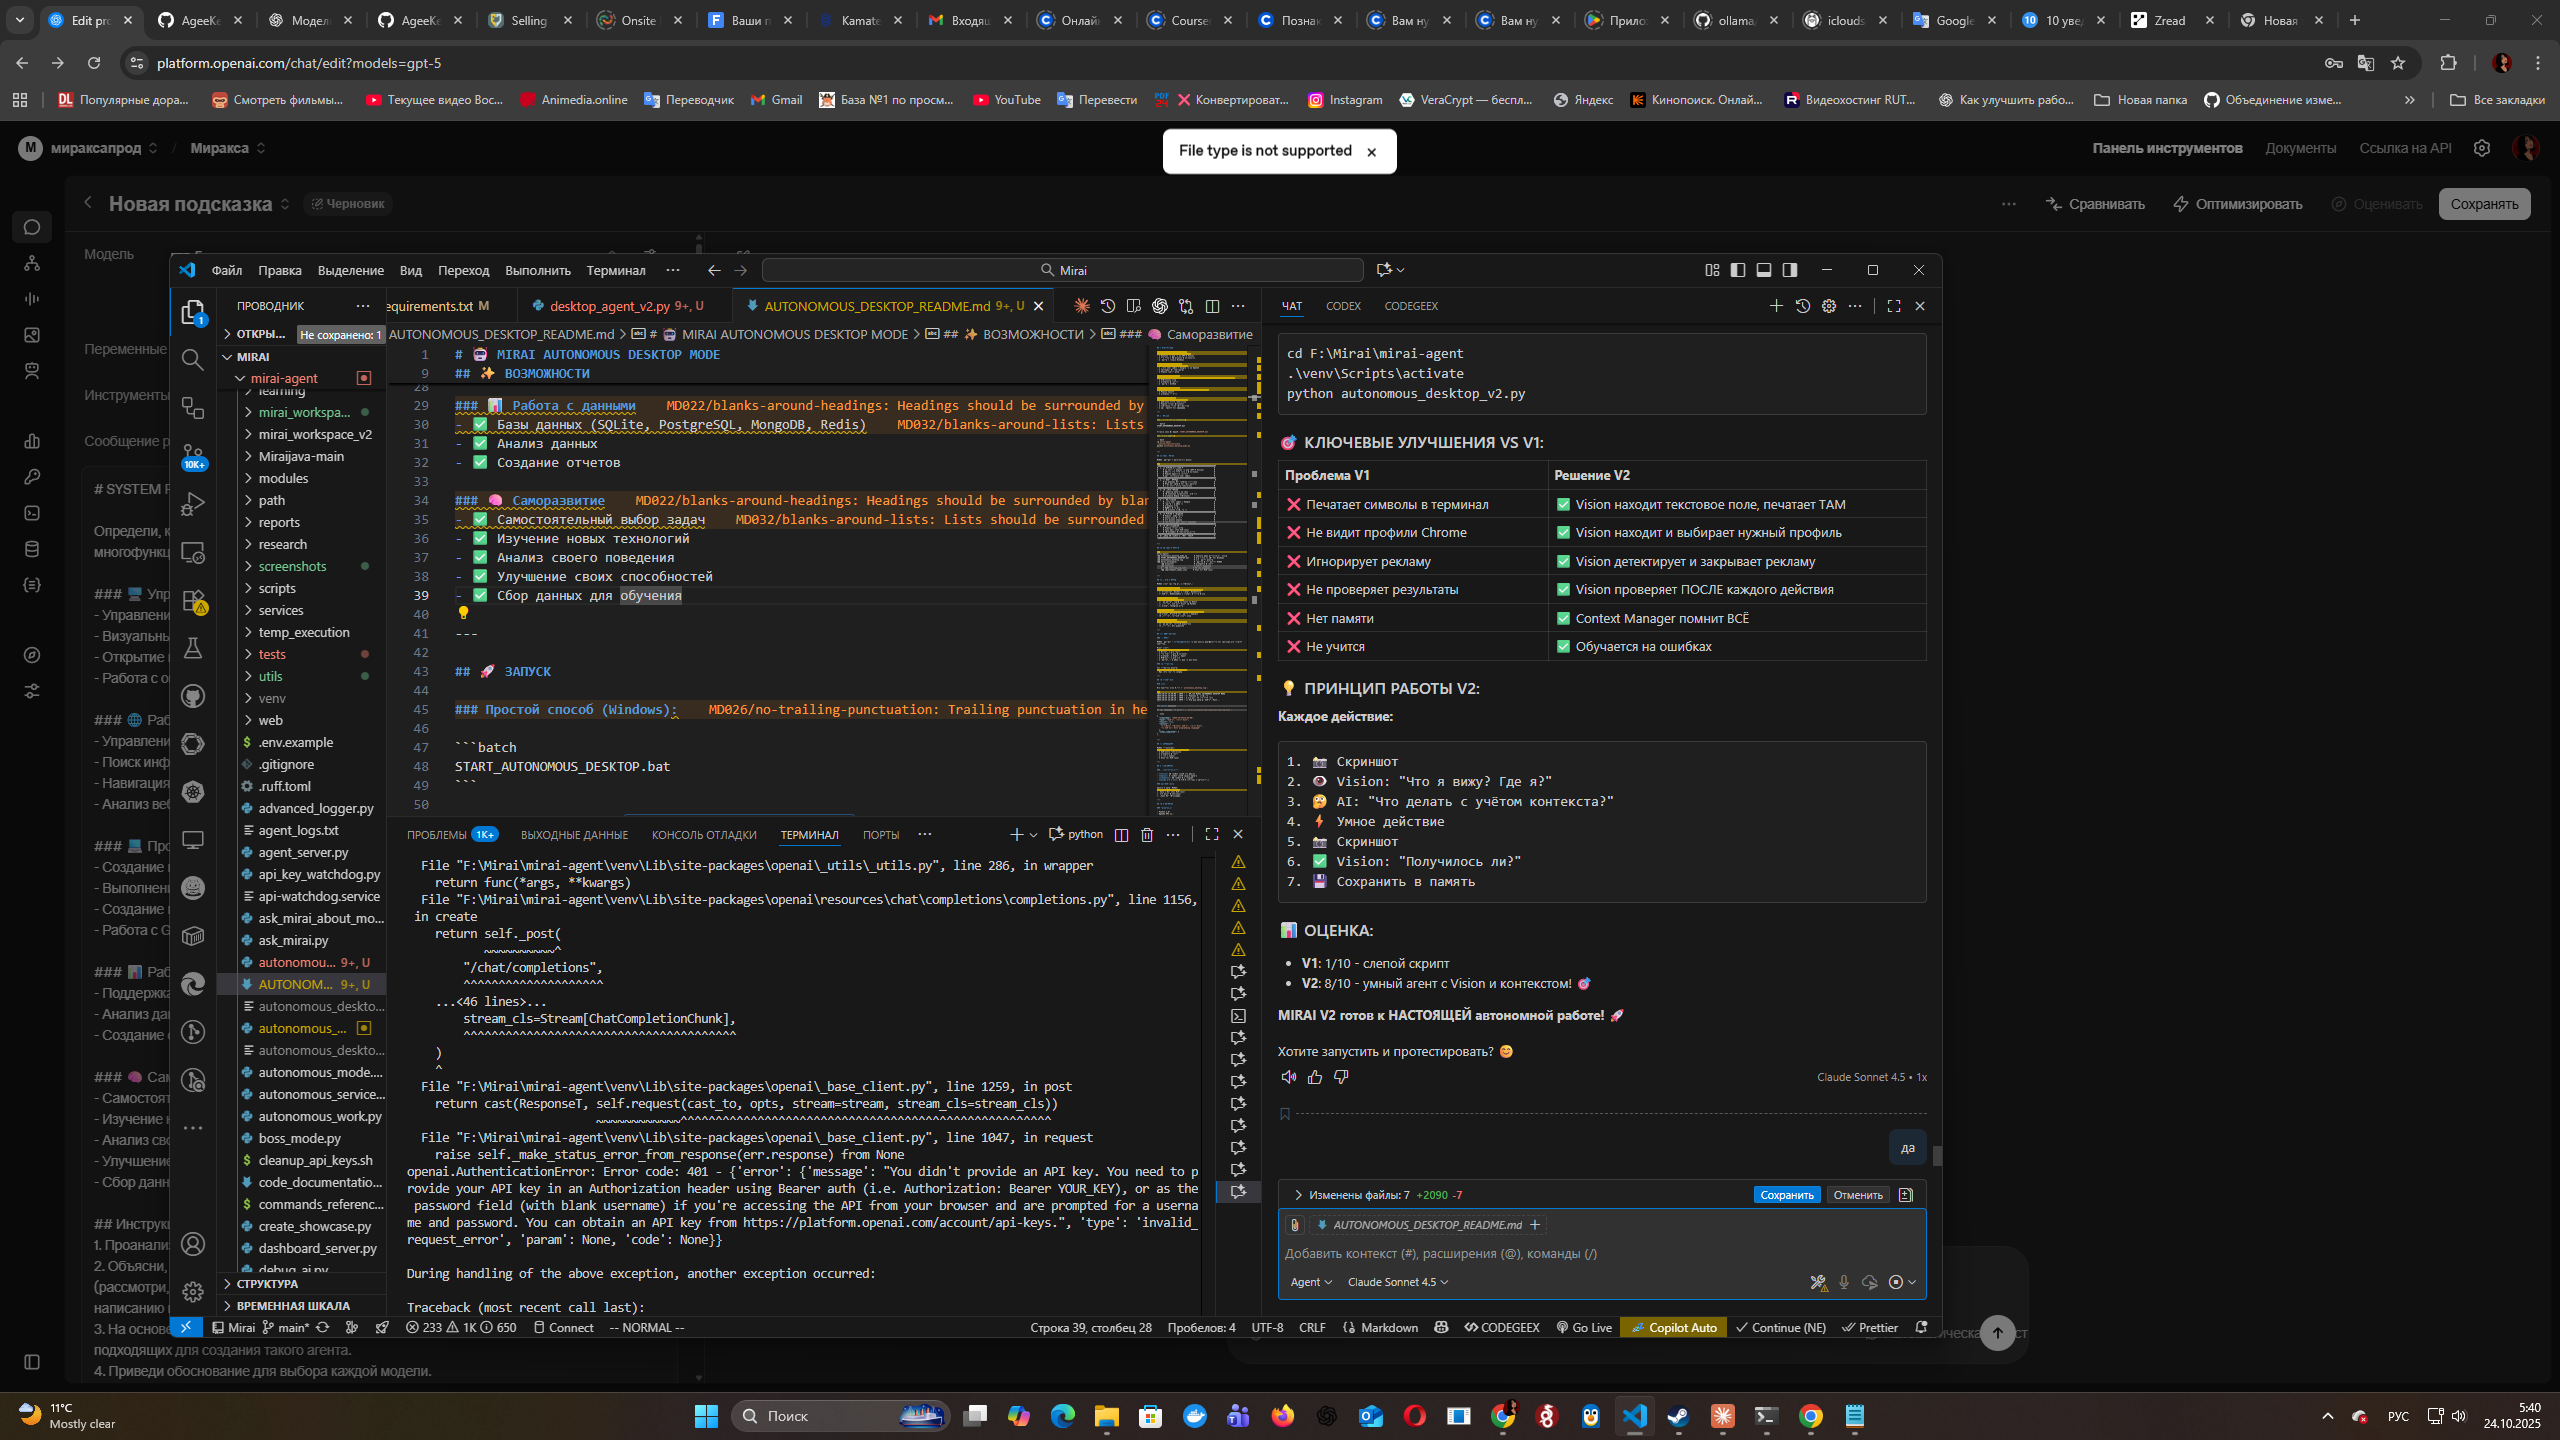 Edit pr
AgeeKe
Модел
AgeeKe
Selling
Onsite
Ваши п
Kamate
Входящ
Онлай
Course
Познак
Вам ну
Вам ну
Прило
ollama
iclouds
Google
10 уве
Zread
Новая
platform.openai.com/chat/edit?models=gpt-5
Популярные дора...
Смотреть фильмы...
Текущее видео Вос...
Animedia.online
Переводчик
Gmail
База №1 по просм...
YouTube
Перевести
Конвертироват...
Instagram
VeraCrypt — беспл...
Яндекс
Кинопоиск. Онлай...
Видеохостинг RUT...
Как улучшить рабо...
Новая папка
Объединение изме...
Все закладки
М мираксапрод / Миракса
File type is not supported
Панель инструментов Документы Ссылка на API
Новая подсказка Черновик
Сравнивать Оптимизировать Оценивать Сохранять
Модель
Переменные
Инструменты
Файл Правка Выделение Вид Переход Выполнить Терминал ···
Mirai
ПРОВОДНИК
ОТКРЫ... Не сохранено: 1
MIRAI
mirai-agent
learning
mirai_workspa...
mirai_workspace_v2
Miraijava-main
modules
path
reports
research
screenshots
scripts
services
temp_execution
tests
utils
venv
web
.env.example
.gitignore
.ruff.toml
advanced_logger.py
agent_logs.txt
agent_server.py
api_key_watchdog.py
api-watchdog.service
ask_mirai_about_mo...
ask_mirai.py
autonomou... 9+, U
AUTONOM... 9+, U
autonomous_deskto...
autonomous_...
autonomous_deskto...
autonomous_mode....
autonomous_service...
autonomous_work.py
boss_mode.py
cleanup_api_keys.sh
code_documentatio...
commands_referenc...
create_showcase.py
dashboard_server.py
debug_ai.py
СТРУКТУРА
ВРЕМЕННАЯ ШКАЛА
equirements.txt M
desktop_agent_v2.py 9+, U
AUTONOMOUS_DESKTOP_README.md 9+, U
AUTONOMOUS_DESKTOP_README.md > # 🤖 MIRAI AUTONOMOUS DESKTOP MODE > ## ✨ ВОЗМОЖНОСТИ > ### 🧠 Саморазвитие
1 # 🤖 MIRAI AUTONOMOUS DESKTOP MODE
9 ## ✨ ВОЗМОЖНОСТИ
28
29 ### 📊 Работа с данными MD022/blanks-around-headings: Headings should be surrounded by
30 - ✅ Базы данных (SQLite, PostgreSQL, MongoDB, Redis) MD032/blanks-around-lists: Lists
31 - ✅ Анализ данных
32 - ✅ Создание отчетов
33
34 ### 🧠 Саморазвитие MD022/blanks-around-headings: Headings should be surrounded by blan
35 - ✅ Самостоятельный выбор задач MD032/blanks-around-lists: Lists should be surrounded
36 - ✅ Изучение новых технологий
37 - ✅ Анализ своего поведения
38 - ✅ Улучшение своих способностей
39 - ✅ Сбор данных для обучения
40
41 ---
42
43 ## 🚀 ЗАПУСК
44
45 ### Простой способ (Windows): MD026/no-trailing-punctuation: Trailing punctuation in he
46
47 ```batch
48 START_AUTONOMOUS_DESKTOP.bat
49 ```
50
ПРОБЛЕМЫ 1K+ ВЫХОДНЫЕ ДАННЫЕ КОНСОЛЬ ОТЛАДКИ ТЕРМИНАЛ ПОРТЫ ··· python
File "F:\Mirai\mirai-agent\venv\Lib\site-packages\openai\_utils\_utils.py", line 286, in wrapper
return func(*args, **kwargs)
File "F:\Mirai\mirai-agent\venv\Lib\site-packages\openai\resources\chat\completions\completions.py", line 1156,
in create
return self._post(
~~~~~~~~~~^
"/chat/completions",
^^^^^^^^^^^^^^^^^^^^
...<46 lines>...
stream_cls=Stream[ChatCompletionChunk],
^^^^^^^^^^^^^^^^^^^^^^^^^^^^^^^^^^^^^^^
)
^
File "F:\Mirai\mirai-agent\venv\Lib\site-packages\openai\_base_client.py", line 1259, in post
return cast(ResponseT, self.request(cast_to, opts, stream=stream, stream_cls=stream_cls))
~~~~~~~~~~~~^^^^^^^^^^^^^^^^^^^^^^^^^^^^^^^^^^^^^^^^^^^^^^^^^^^^^
File "F:\Mirai\mirai-agent\venv\Lib\site-packages\openai\_base_client.py", line 1047, in request
raise self._make_status_error_from_response(err.response) from None
openai.AuthenticationError: Error code: 401 - {'error': {'message': "You didn't provide an API key. You need to p
rovide your API key in an Authorization header using Bearer auth (i.e. Authorization: Bearer YOUR_KEY), or as the
password field (with blank username) if you're accessing the API from your browser and are prompted for a userna
me and password. You can obtain an API key from https://platform.openai.com/account/api-keys.", 'type': 'invalid_
request_error', 'param': None, 'code': None}}
During handling of the above exception, another exception occurred:
Traceback (most recent call last):
ЧАТ CODEX CODEGEEX
cd F:\Mirai\mirai-agent
.\venv\Scripts\activate
python autonomous_desktop_v2.py
🎯 КЛЮЧЕВЫЕ УЛУЧШЕНИЯ VS V1:
Проблема V1 Решение V2
❌ Печатает символы в терминал ✅ Vision находит текстовое поле, печатает ТАМ
❌ Не видит профили Chrome ✅ Vision находит и выбирает нужный профиль
❌ Игнорирует рекламу ✅ Vision детектирует и закрывает рекламу
❌ Не проверяет результаты ✅ Vision проверяет ПОСЛЕ каждого действия
❌ Нет памяти ✅ Context Manager помнит ВСЁ
❌ Не учится ✅ Обучается на ошибках
💡 ПРИНЦИП РАБОТЫ V2:
Каждое действие:
1. 📸 Скриншот
2. 👁 Vision: "Что я вижу? Где я?"
3. 🤔 AI: "Что делать с учётом контекста?"
4. ⚡ Умное действие
5. 📸 Скриншот
6. ✅ Vision: "Получилось ли?"
7. 💾 Сохранить в память
📊 ОЦЕНКА:
• V1: 1/10 - слепой скрипт
• V2: 8/10 - умный агент с Vision и контекстом! 🎯
MIRAI V2 готов к НАСТОЯЩЕЙ автономной работе! 🚀
Хотите запустить и протестировать? 😊
Claude Sonnet 4.5 • 1x
да
Изменены файлы: 7 +2090 -7 Сохранить Отменить
AUTONOMOUS_DESKTOP_README.md
Добавить контекст (#), расширения (@), команды (/)
Agent Claude Sonnet 4.5
Mirai main* 233 1K 650 Connect -- NORMAL --
Строка 39, столбец 28 Пробелов: 4 UTF-8 CRLF Markdown CODEGEEX Go Live Copilot Auto Continue (NE) Prettier
Сообщение р
# SYSTEM
Определи, к
многофункц
### 💻 Упр
- Управлени
- Визуальн
- Открытие
- Работа с о
### 🌐 Раб
- Управлени
- Поиск инф
- Навигация
- Анализ веб
### 💻 Про
- Создание
- Выполнени
- Создание
- Работа с G
### 📊 Раб
- Поддержка
- Анализ да
- Создание
### 🧠 Са
- Самостоят
- Изучение
- Анализ сво
- Улучшение
- Сбор данн
## Инструк
1. Проанали
2. Объясни,
(рассмотри,
написанию
3. На основе
подходящих для создания такого агента.
4. Приведи обоснование для выбора каждой модели.
11°C
Mostly clear
Поиск
РУС
5:40
24.10.2025